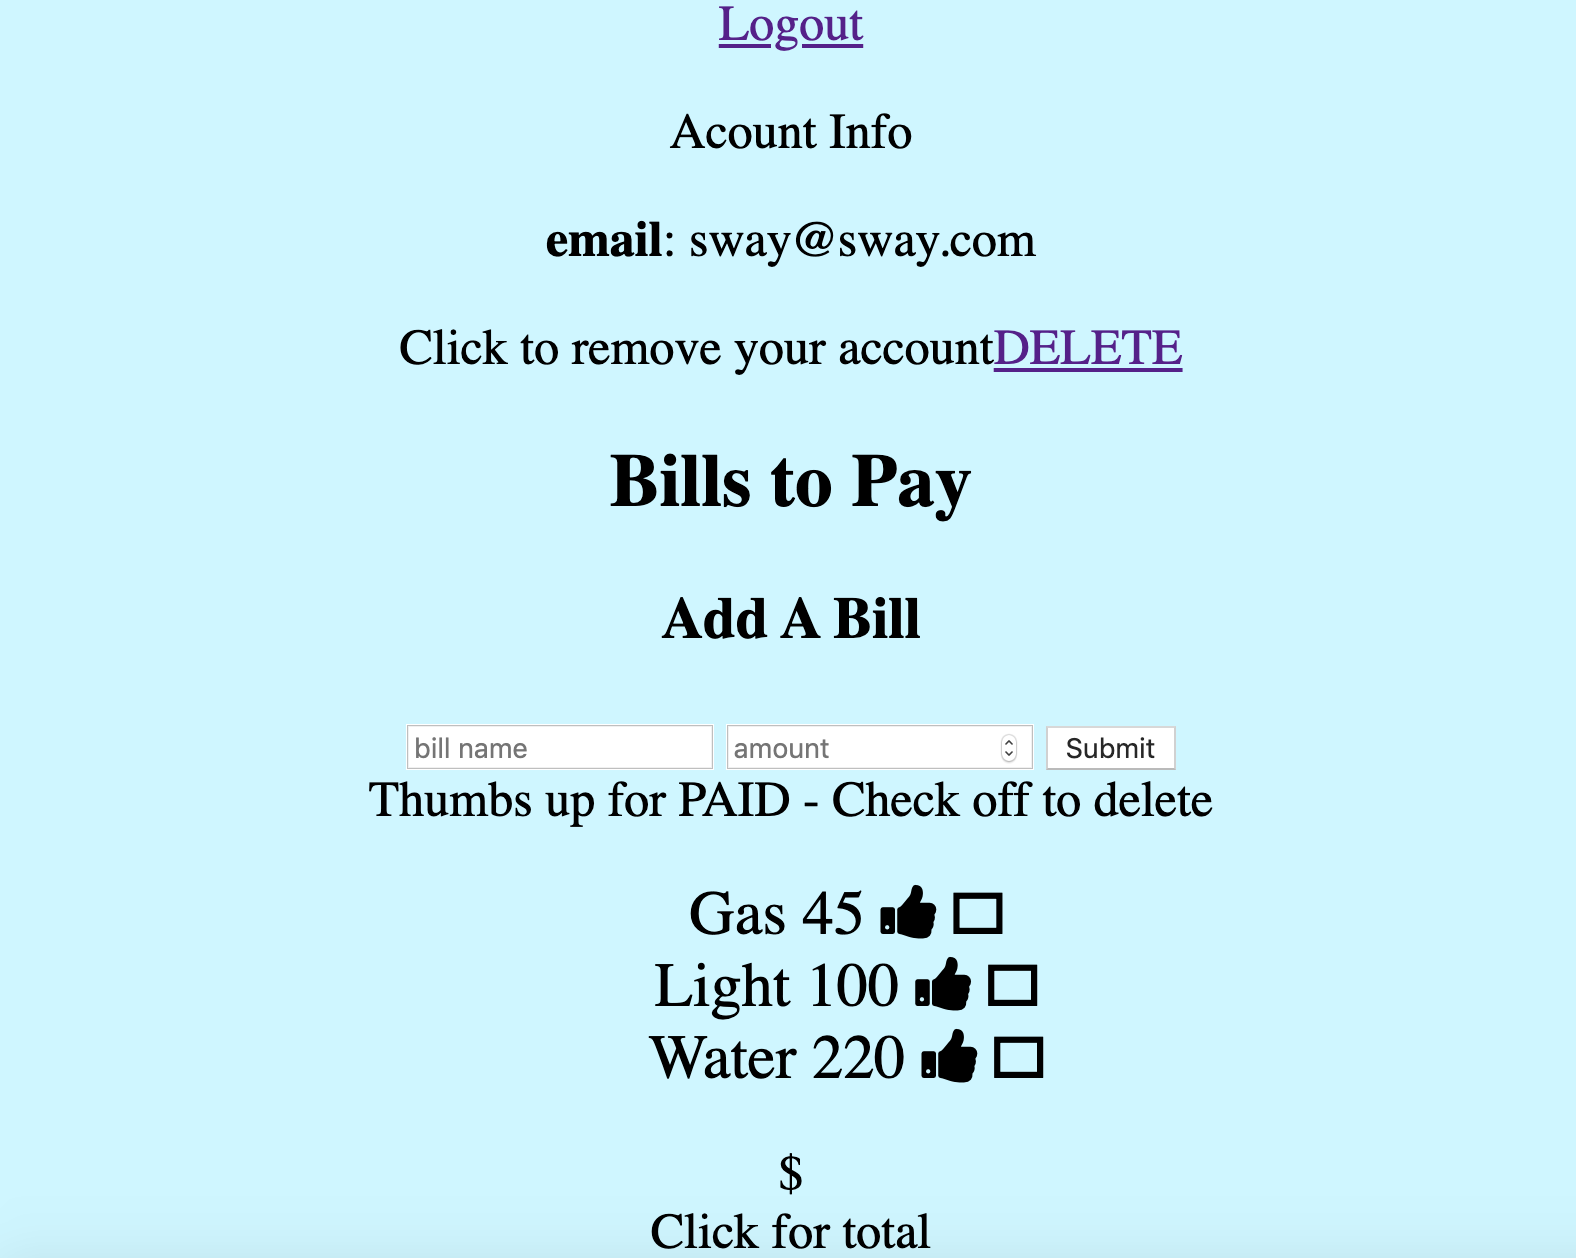 Logout
Acount Info
email: sway@sway.com
Click to remove your accountDELETE
Bills to Pay
Add A Bill
bill name amount Submit
Thumbs up for PAID - Check off to delete
Gas 45
Light 100
Water 220
$
Click for total